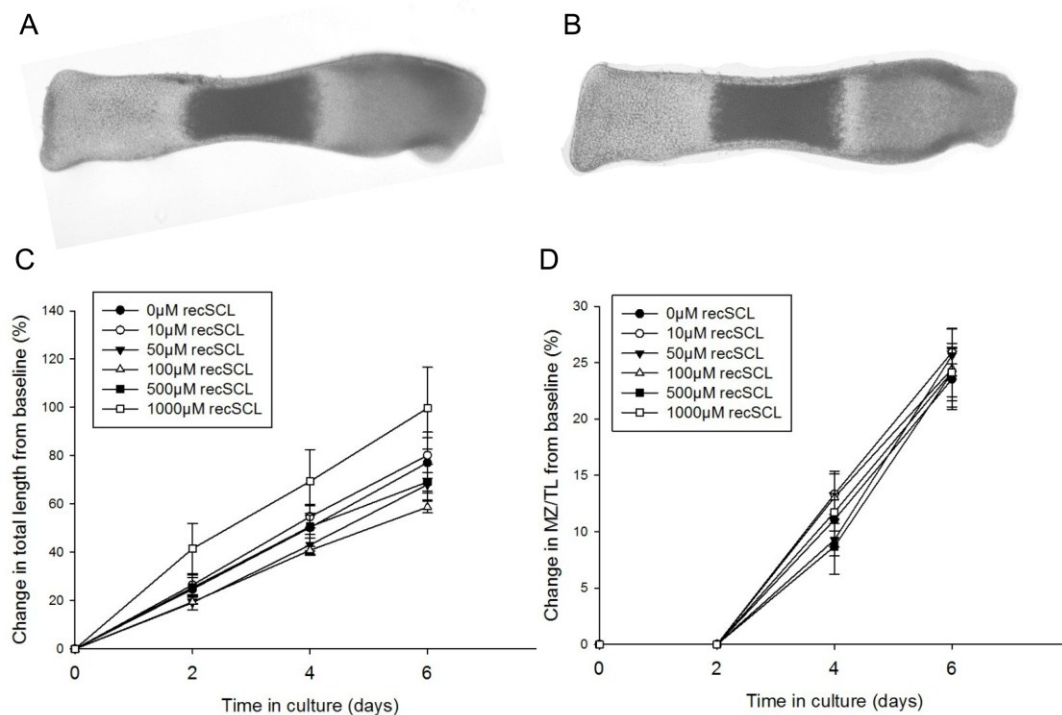 A
B
C
Change in total length from baseline (%)
140
120
100
80
60
40
20
0
0µM recSCL
10µM recSCL
50µM recSCL
100µM recSCL
500µM recSCL
1000µM recSCL
0 2 4 6
Time in culture (days)
D
Change in MZ/TL from baseline (%)
30
25
20
15
10
5
0
0µM recSCL
10µM recSCL
50µM recSCL
100µM recSCL
500µM recSCL
1000µM recSCL
0 2 4 6
Time in culture (days)